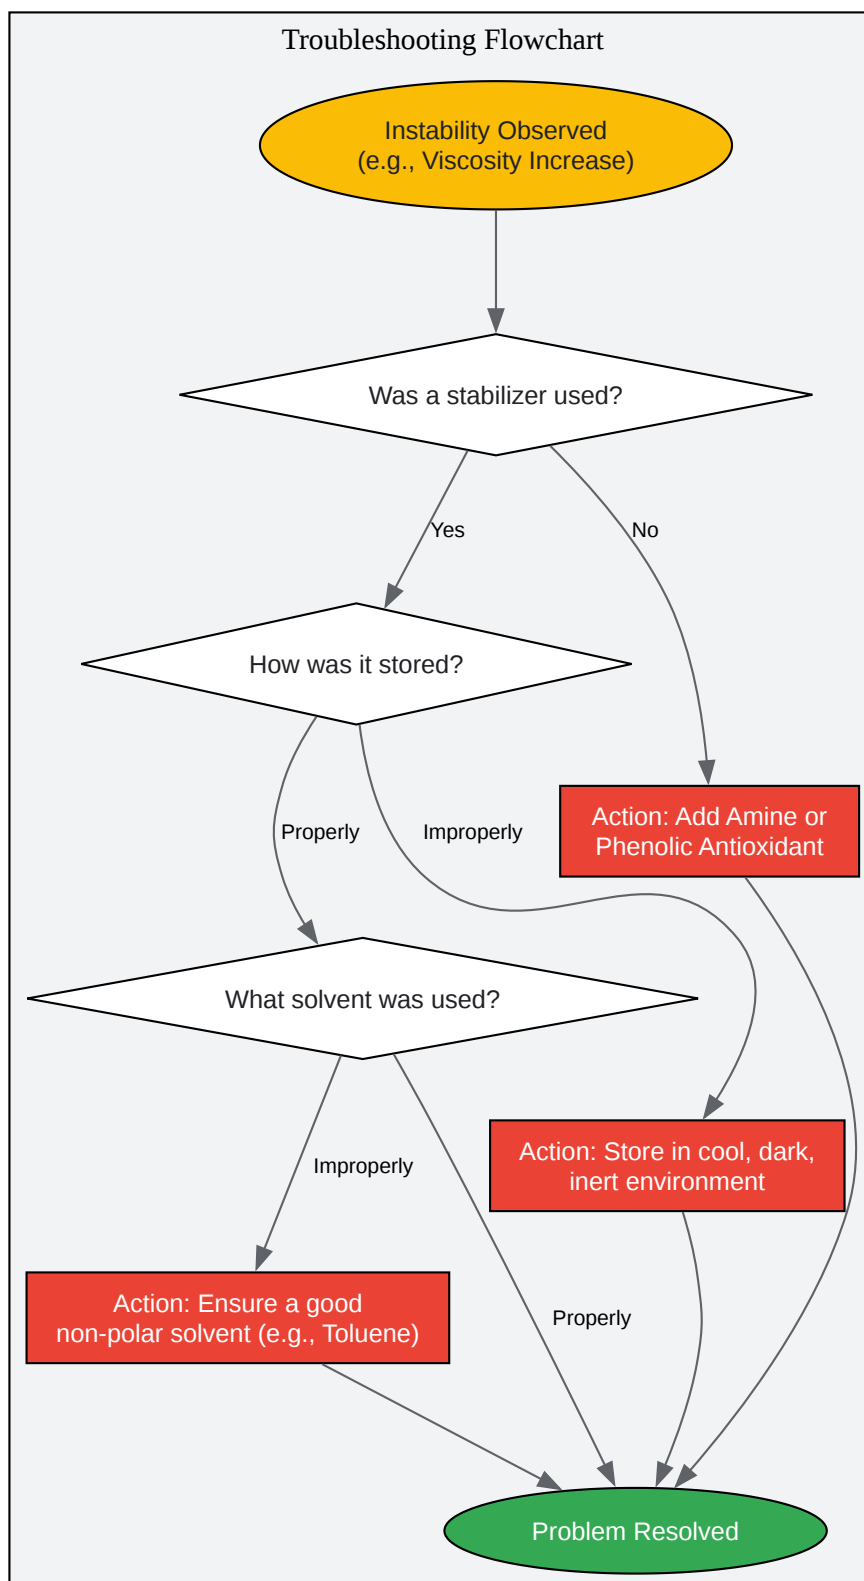 Troubleshooting Flowchart
Instability Observed
(e.g., Viscosity Increase)
Was a stabilizer used?
Yes
No
How was it stored?
Properly
Improperly
Action: Add Amine or
Phenolic Antioxidant
What solvent was used?
Improperly
Action: Store in cool, dark,
inert environment
Action: Ensure a good
non-polar solvent (e.g., Toluene)
Properly
Problem Resolved